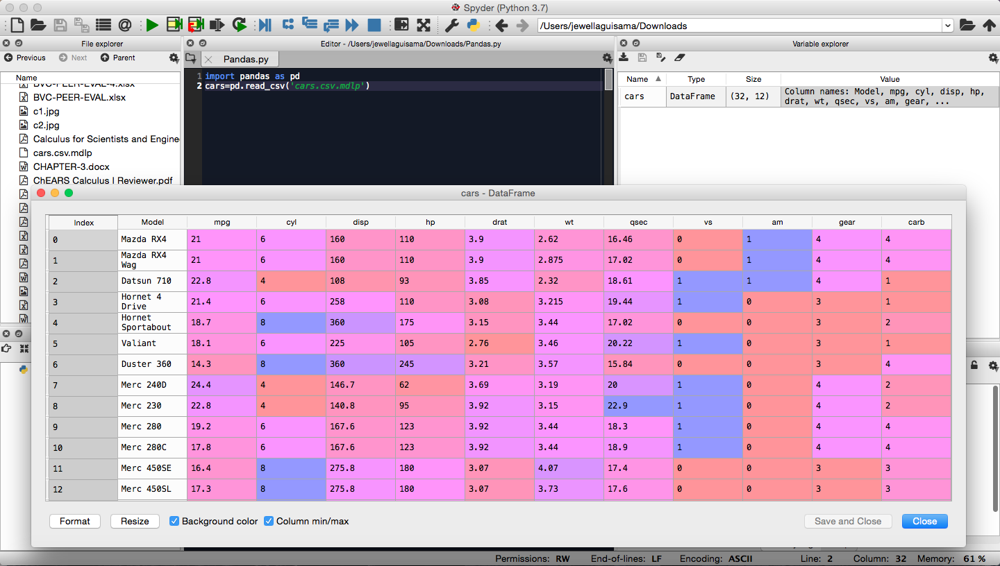 Spyder (Python 3.7)
/Users/jewellaguisama/Downloads
File explorer
Previous Next Parent
Name
BVC-PEER-EVAL-4.xlsx
BVC-PEER-EVAL.xlsx
c1.jpg
c2.jpg
Calculus for Scientists and Engine
cars.csv.mdlp
CHAPTER-3.docx
ChEARS Calculus I Reviewer.pdf
Editor - /Users/jewellaguisama/Downloads/Pandas.py
Pandas.py
1 import pandas as pd
2 cars=pd.read_csv('cars.csv.mdlp')
Variable explorer
Name Type Size Value
cars DataFrame (32, 12) Column names: Model, mpg, cyl, disp, hp,
drat, wt, qsec, vs, am, gear, ...
cars - DataFrame
Index Model mpg cyl disp hp drat wt qsec vs am gear carb
0 Mazda RX4 21 6 160 110 3.9 2.62 16.46 0 1 4 4
1 Mazda RX4 Wag 21 6 160 110 3.9 2.875 17.02 0 1 4 4
2 Datsun 710 22.8 4 108 93 3.85 2.32 18.61 1 1 4 1
3 Hornet 4 Drive 21.4 6 258 110 3.08 3.215 19.44 1 0 3 1
4 Hornet Sportabout 18.7 8 360 175 3.15 3.44 17.02 0 0 3 2
5 Valiant 18.1 6 225 105 2.76 3.46 20.22 1 0 3 1
6 Duster 360 14.3 8 360 245 3.21 3.57 15.84 0 0 3 4
7 Merc 240D 24.4 4 146.7 62 3.69 3.19 20 1 0 4 2
8 Merc 230 22.8 4 140.8 95 3.92 3.15 22.9 1 0 4 2
9 Merc 280 19.2 6 167.6 123 3.92 3.44 18.3 1 0 4 4
10 Merc 280C 17.8 6 167.6 123 3.92 3.44 18.9 1 0 4 4
11 Merc 450SE 16.4 8 275.8 180 3.07 4.07 17.4 0 0 3 3
12 Merc 450SL 17.3 8 275.8 180 3.07 3.73 17.6 0 0 3 3
Format Resize Background color Column min/max Save and Close Close
Permissions: RW End-of-lines: LF Encoding: ASCII Line: 2 Column: 32 Memory: 61 %